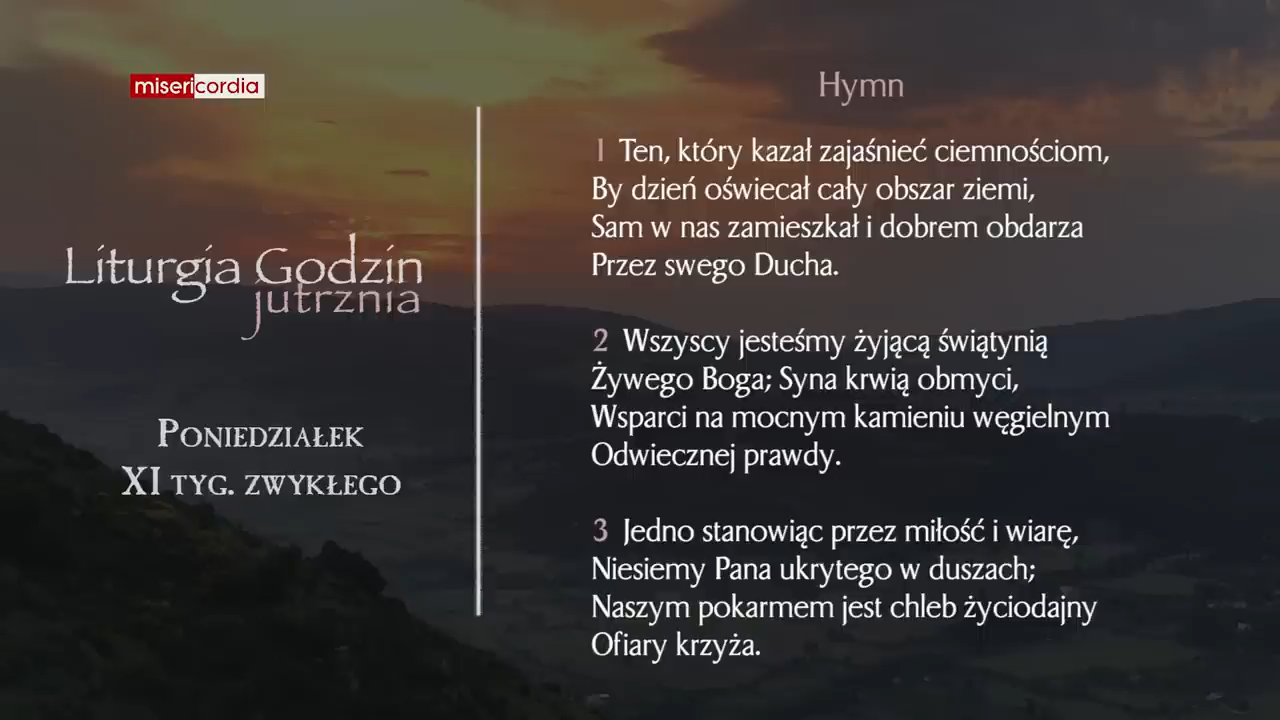 misericordia
Liturgia Godzin
jutrznia
Poniedziałek
XI tyg. zwykłego
Hymn
1 Ten, który kazał zajaśnieć ciemnościom,
By dzień oświecał cały obszar ziemi,
Sam w nas zamieszkał i dobrem obdarza
Przez swego Ducha.
2 Wszyscy jesteśmy żyjącą świątynią
Żywego Boga; Syna krwią obmyci,
Wsparci na mocnym kamieniu węgielnym
Odwiecznej prawdy.
3 Jedno stanowiąc przez miłość i wiarę,
Niesiemy Pana ukrytego w duszach;
Naszym pokarmem jest chleb życiodajny
Ofiary krzyża.